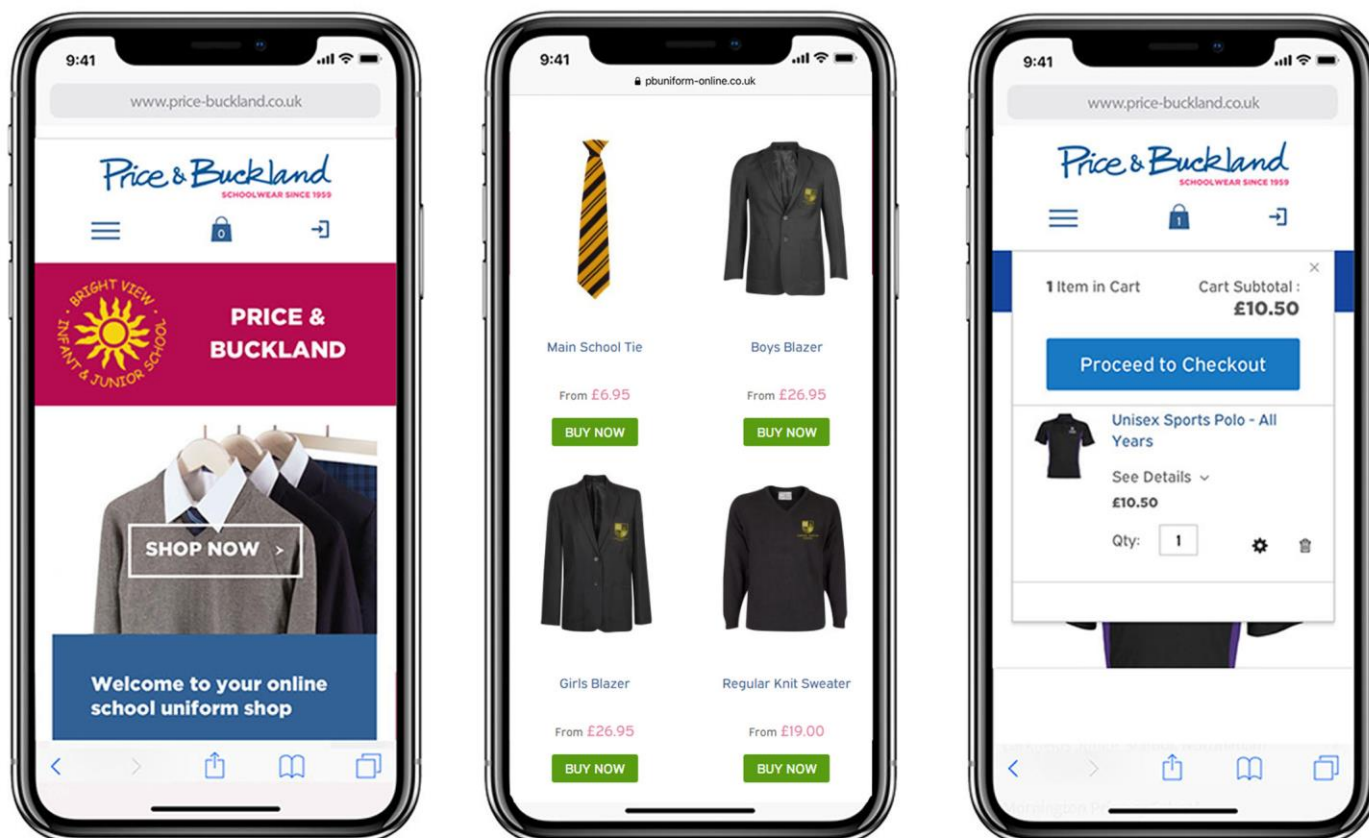 9:41
www.price-buckland.co.uk
Price & Buckland
SCHOOLWEAR SINCE 1959
0
BRIGHT VIEW
INFANT & JUNIOR SCHOOL
PRICE &
BUCKLAND
SHOP NOW >
Welcome to your online
school uniform shop
9:41
pbuniform-online.co.uk
Main School Tie
Boys Blazer
From £6.95
From £26.95
BUY NOW
BUY NOW
Girls Blazer
Regular Knit Sweater
From £26.95
From £19.00
BUY NOW
BUY NOW
9:41
www.price-buckland.co.uk
Price & Buckland
SCHOOLWEAR SINCE 1959
1
1 Item in Cart
Cart Subtotal :
£10.50
Proceed to Checkout
Unisex Sports Polo - All
Years
See Details
£10.50
Qty: 1